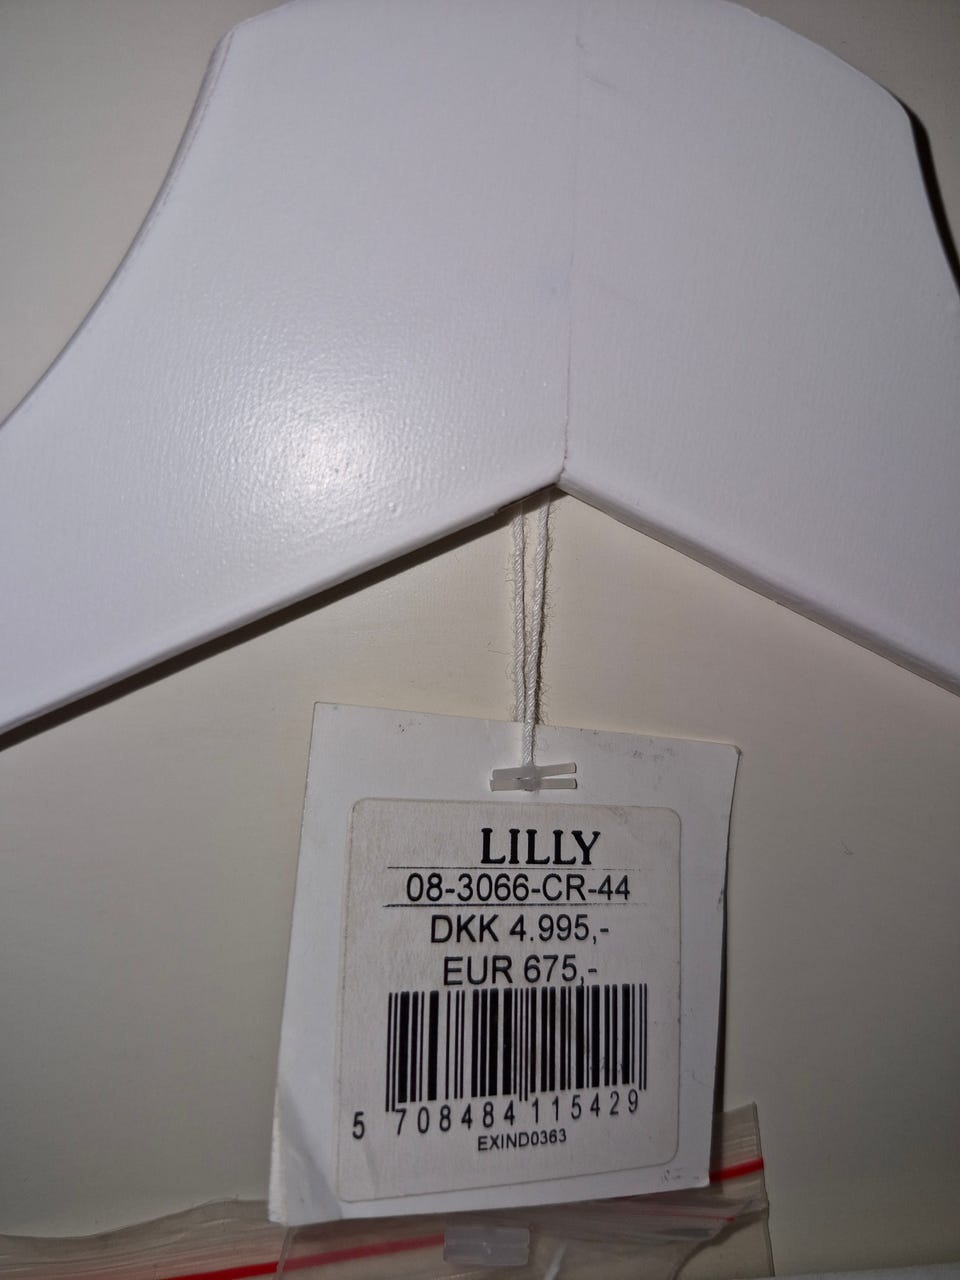 LILLY
08-3066-CR-44
DKK 4.995,-
EUR 675,-
5 708484 115429
EXIND0363